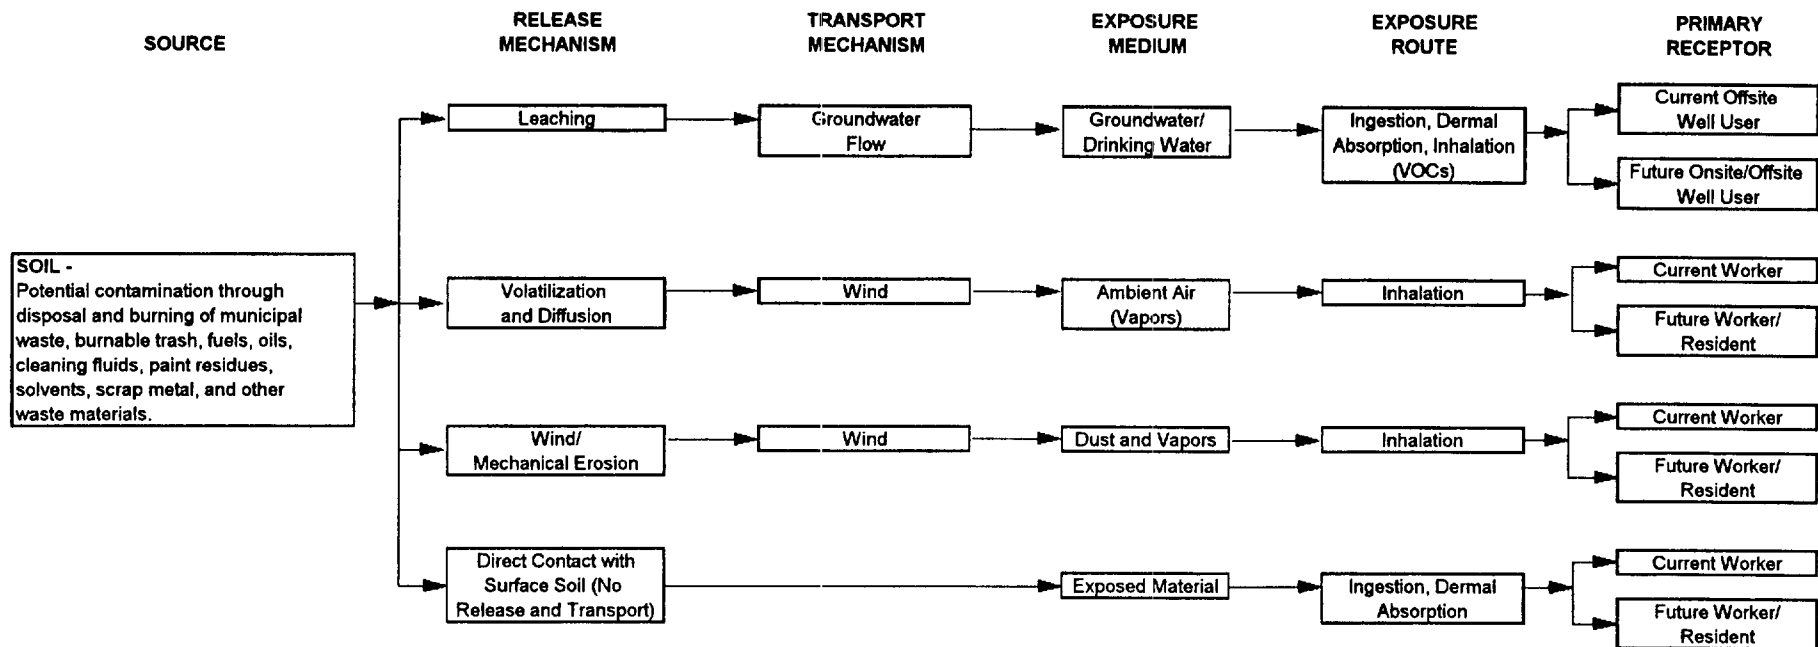 SOURCE
RELEASE
MECHANISM
TRANSPORT
MECHANISM
EXPOSURE
MEDIUM
EXPOSURE
ROUTE
PRIMARY
RECEPTOR
Leaching
Groundwater
Flow
Groundwater/
Drinking Water
Ingestion, Dermal
Absorption, Inhalation
(VOCs)
Current Offsite
Well User
Future Onsite/Offsite
Well User
SOIL -
Potential contamination through
disposal and burning of municipal
waste, burnable trash, fuels, oils,
cleaning fluids, paint residues,
solvents, scrap metal, and other
waste materials.
Volatilization
and Diffusion
Wind
Ambient Air
(Vapors)
Inhalation
Current Worker
Future Worker/
Resident
Wind/
Mechanical Erosion
Wind
Dust and Vapors
Inhalation
Current Worker
Future Worker/
Resident
Direct Contact with
Surface Soil (No
Release and Transport)
Exposed Material
Ingestion, Dermal
Absorption
Current Worker
Future Worker/
Resident